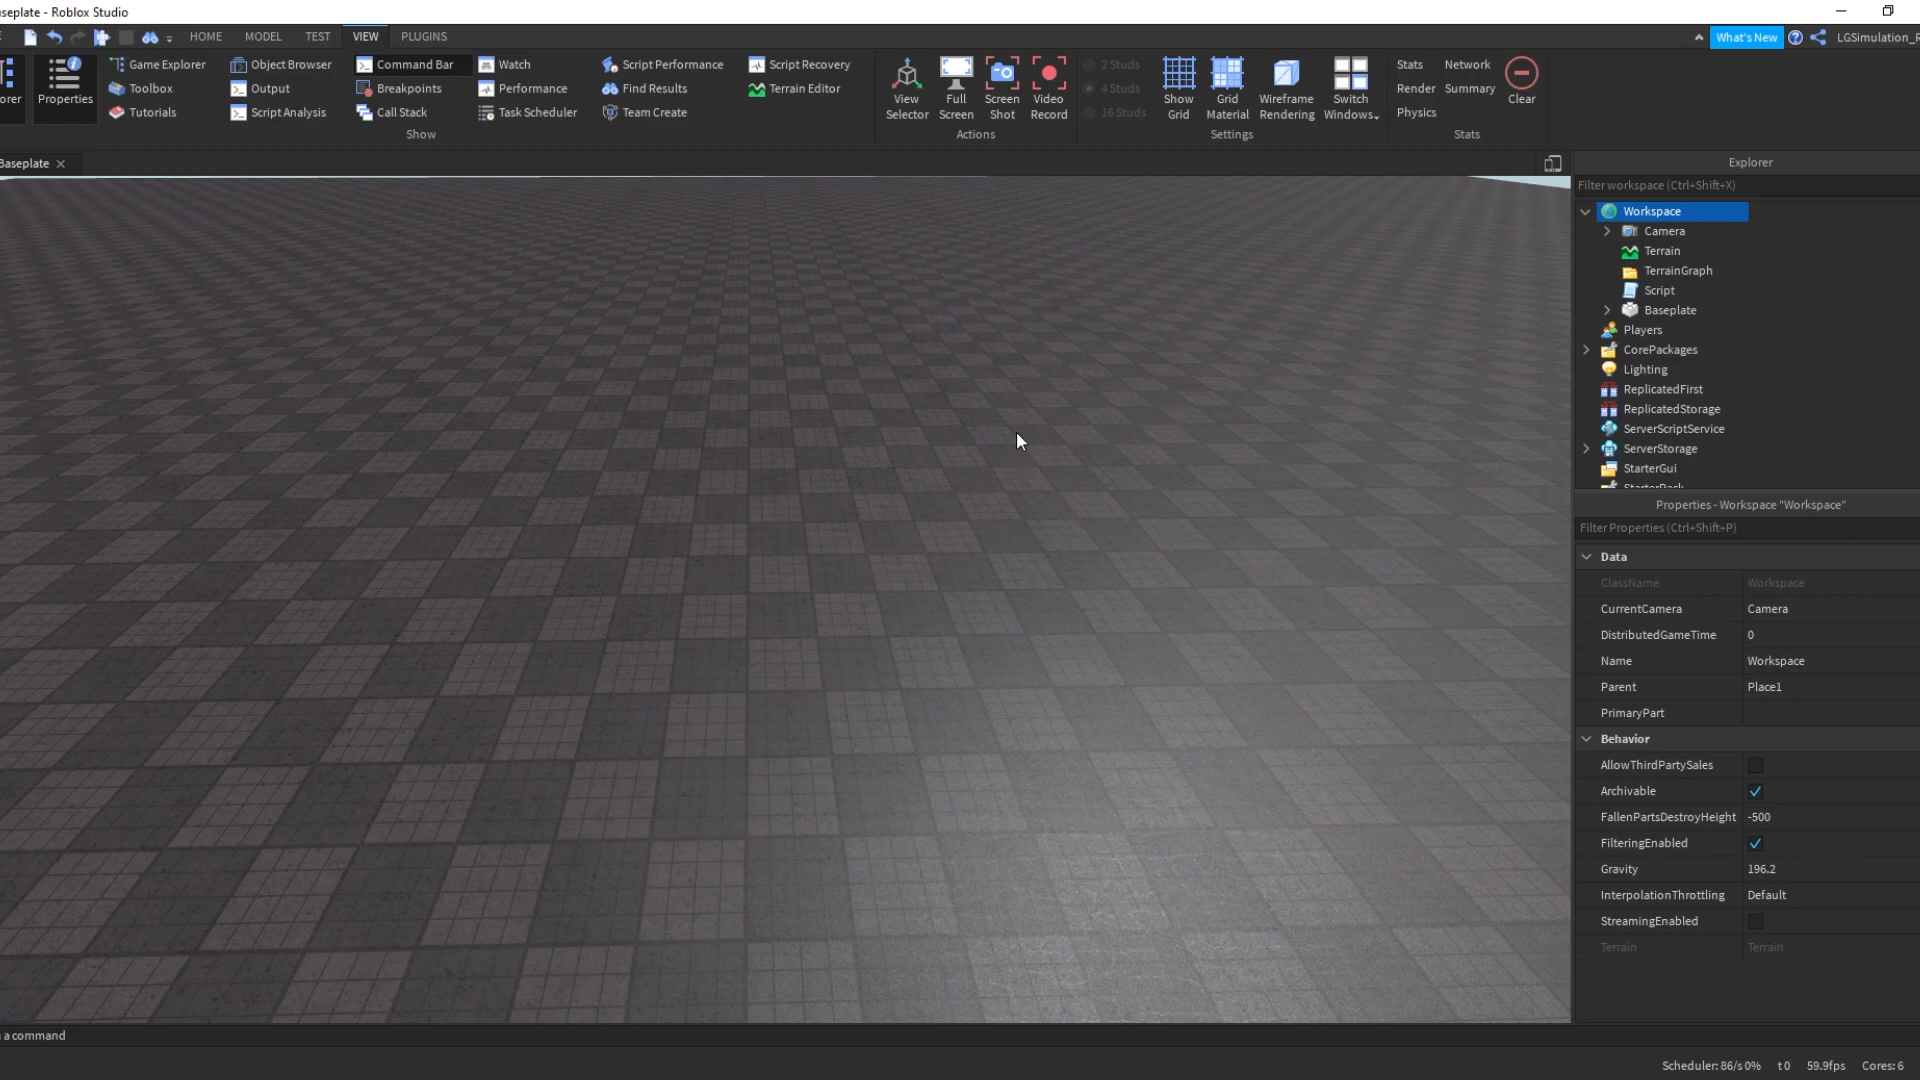 aseplate - Roblox Studio
HOME MODEL TEST VIEW PLUGINS
What's New
LGSimulation_R
orer
Properties
Game Explorer
Toolbox
Tutorials
Object Browser
Output
Script Analysis
Command Bar
Breakpoints
Call Stack
Watch
Performance
Task Scheduler
Script Performance
Find Results
Team Create
Script Recovery
Terrain Editor
Show
View
Selector
Full
Screen
Screen
Shot
Video
Record
Actions
2 Studs
4 Studs
16 Studs
Show
Grid
Grid
Material
Wireframe
Rendering
Switch
Windows
Settings
Stats Network
Render Summary
Physics
Clear
Stats
Baseplate
Explorer
Filter workspace (Ctrl+Shift+X)
Workspace
Camera
Terrain
TerrainGraph
Script
Baseplate
Players
CorePackages
Lighting
ReplicatedFirst
ReplicatedStorage
ServerScriptService
ServerStorage
StarterGui
StarterPack
Properties - Workspace "Workspace"
Filter Properties (Ctrl+Shift+P)
Data
ClassName Workspace
CurrentCamera Camera
DistributedGameTime 0
Name Workspace
Parent Place1
PrimaryPart
Behavior
AllowThirdPartySales
Archivable
FallenPartsDestroyHeight -500
FilteringEnabled
Gravity 196.2
InterpolationThrottling Default
StreamingEnabled
Terrain Terrain
a command
Scheduler: 86/s 0% t 0 59.9fps Cores: 6